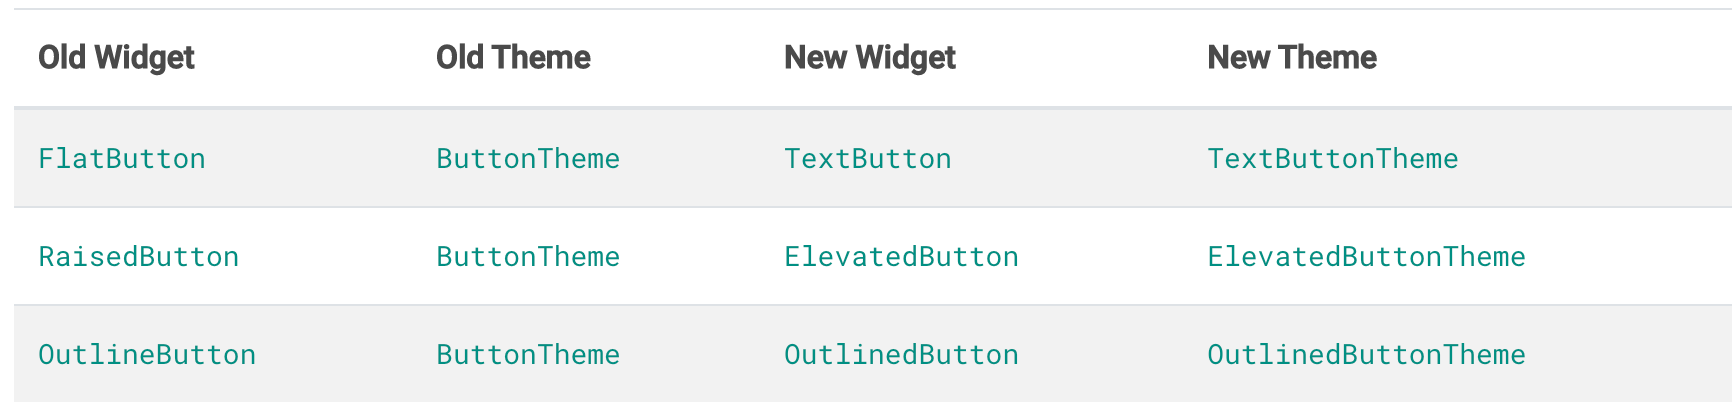 Old Widget Old Theme New Widget New Theme
FlatButton ButtonTheme TextButton TextButtonTheme
RaisedButton ButtonTheme ElevatedButton ElevatedButtonTheme
OutlineButton ButtonTheme OutlinedButton OutlinedButtonTheme